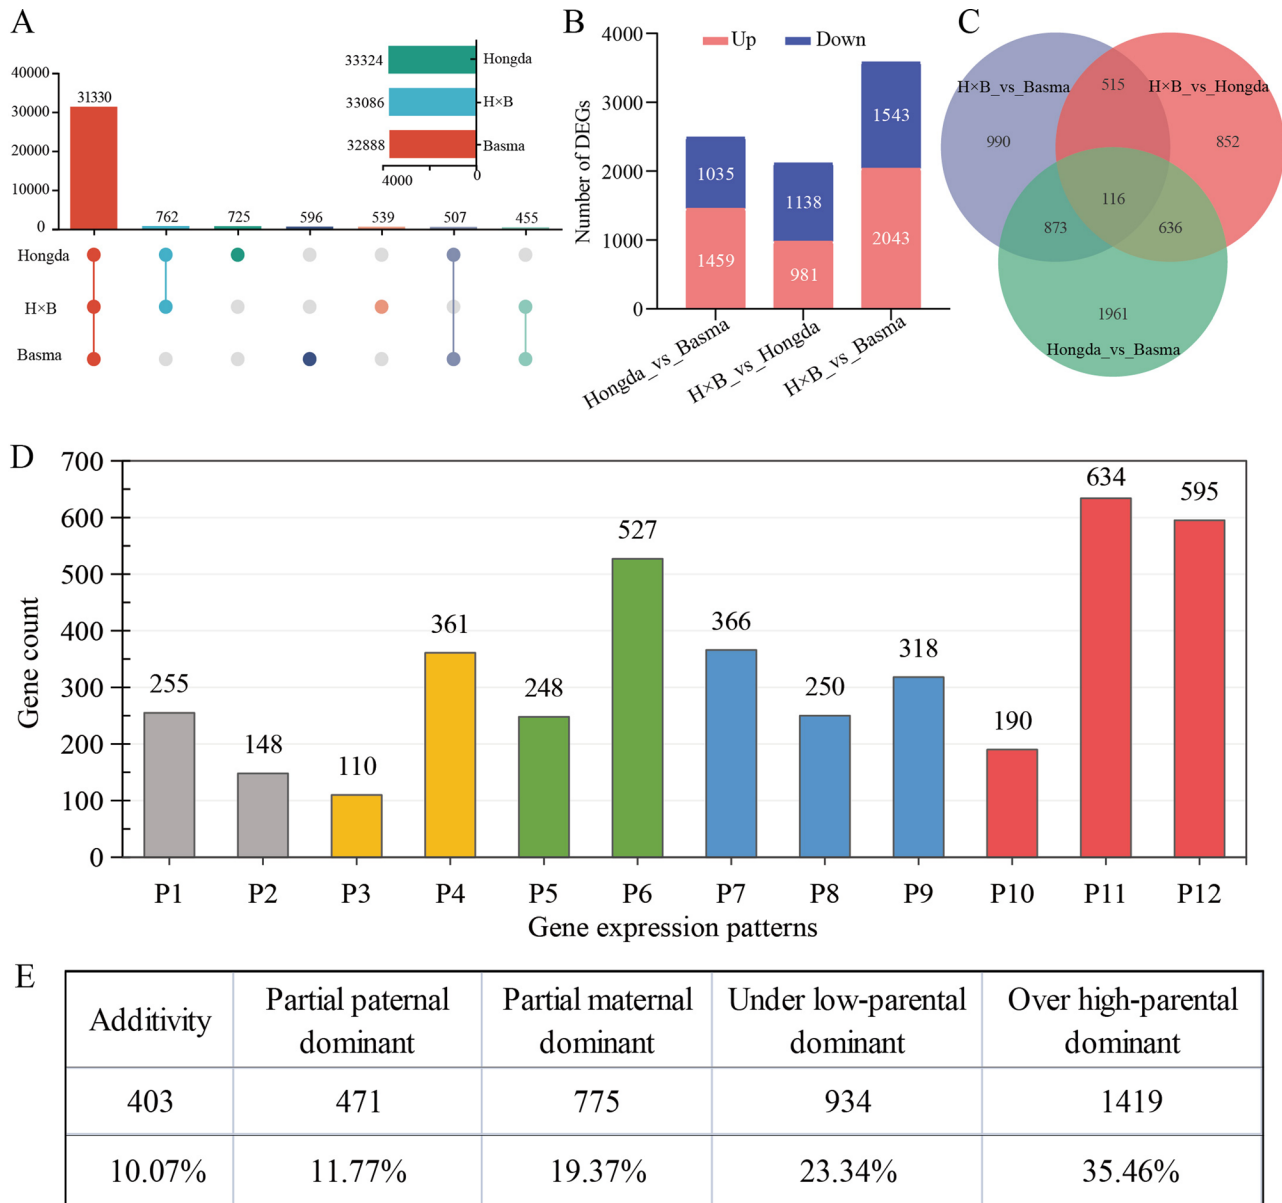 A
40000
30000
20000
10000
0
31330
762
725
596
539
507
455
Hongda
H×B
Basma
33324
33086
32888
Hongda
H×B
Basma
4000
0
B
Up
Down
Number of DEGs
4000
3000
2000
1000
0
1035
1459
1138
981
1543
2043
Hongda_vs_Basma
H×B_vs_Hongda
H×B_vs_Basma
C
H×B_vs_Basma
H×B_vs_Hongda
515
990
852
116
873
636
1961
Hongda_vs_Basma
D
Gene count
700
600
500
400
300
200
100
0
255
148
110
361
248
527
366
250
318
190
634
595
P1 P2 P3 P4 P5 P6 P7 P8 P9 P10 P11 P12
Gene expression patterns
E
Additivity
Partial paternal
dominant
Partial maternal
dominant
Under low-parental
dominant
Over high-parental
dominant
403 471 775 934 1419
10.07% 11.77% 19.37% 23.34% 35.46%